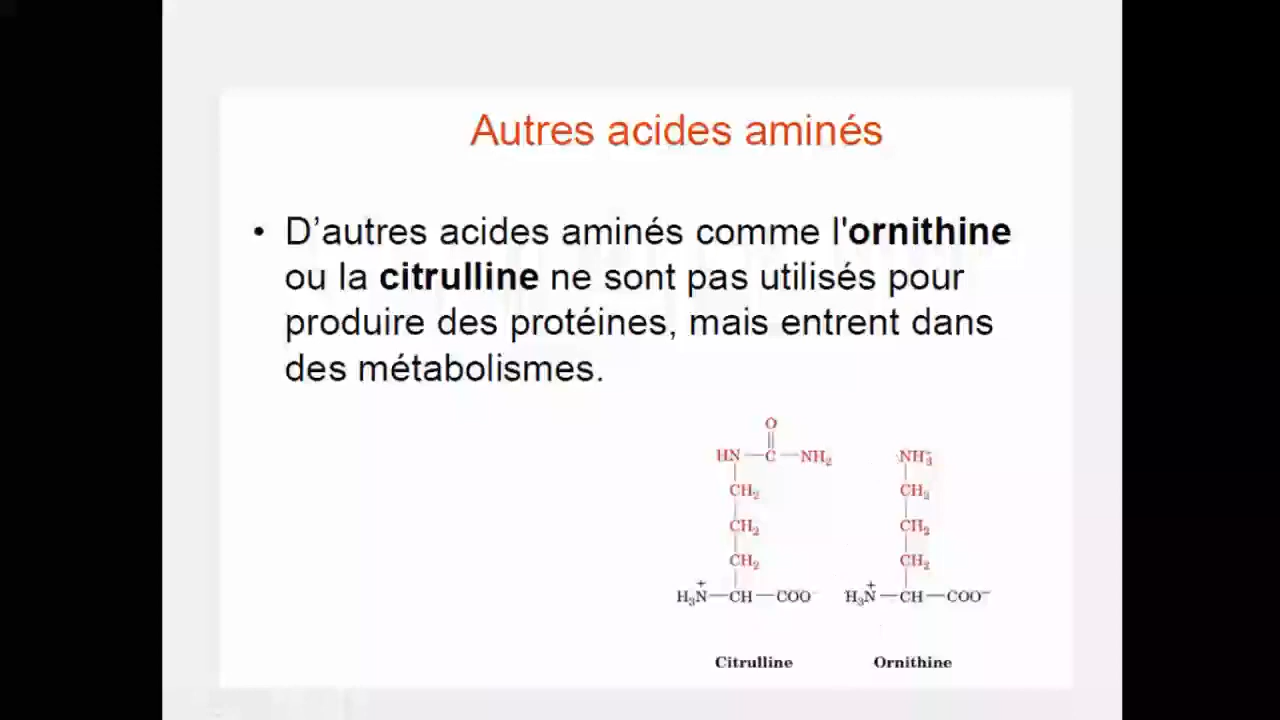 Autres acides aminés
• D’autres acides aminés comme l'ornithine
ou la citrulline ne sont pas utilisés pour
produire des protéines, mais entrent dans
des métabolismes.
O
HN—C—NH₂
CH₂
CH₂
CH₂
H₃N⁺—CH—COO⁻
Citrulline
NH₃⁺
CH₂
CH₂
CH₂
H₃N⁺—CH—COO⁻
Ornithine